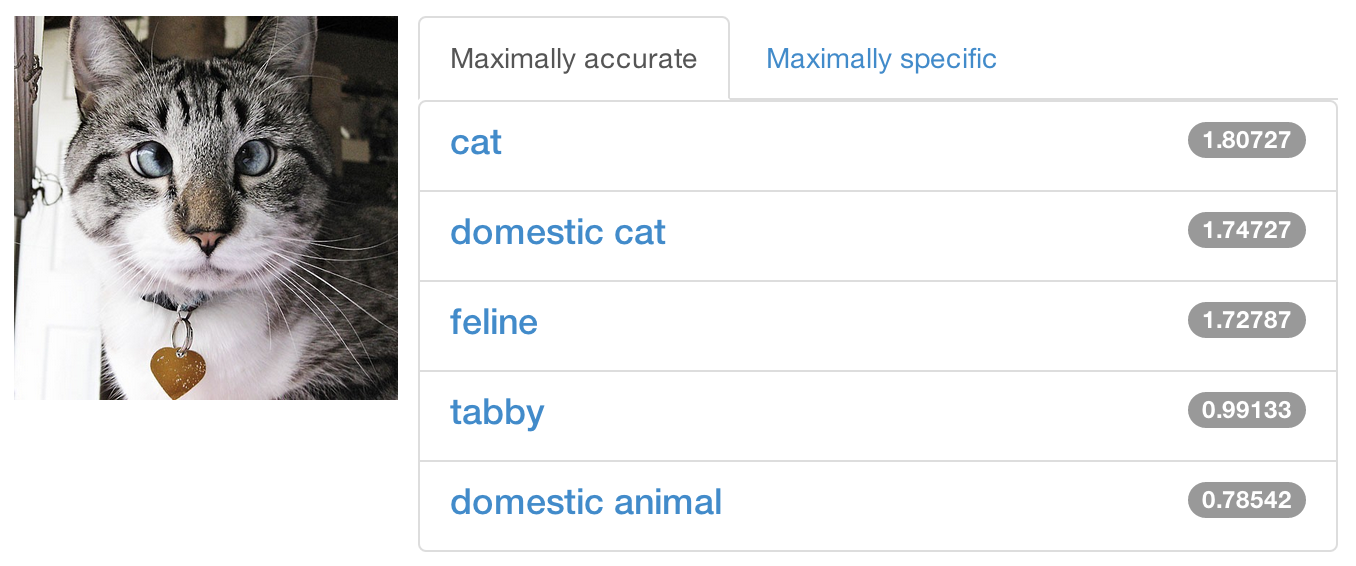 Maximally accurate Maximally specific
cat 1.80727
domestic cat 1.74727
feline 1.72787
tabby 0.99133
domestic animal 0.78542